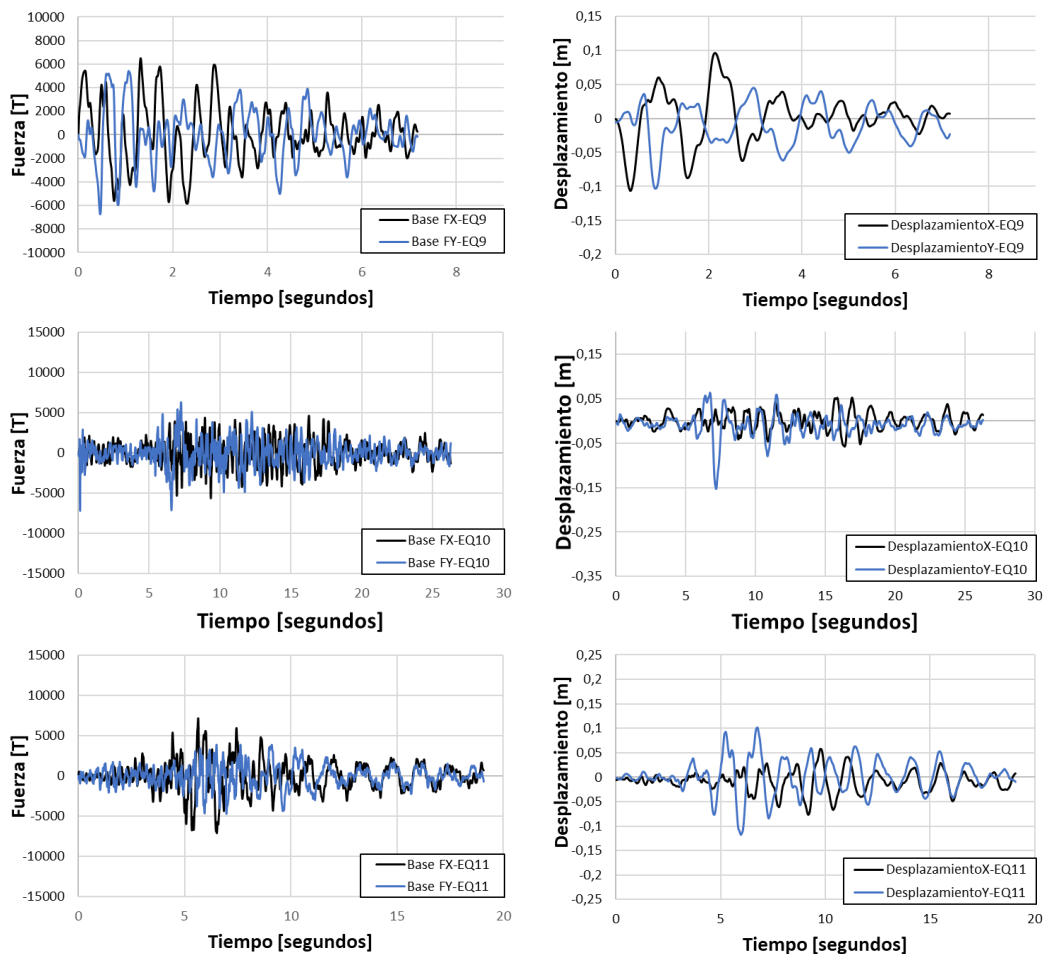 10000
8000
6000
4000
2000
0
-2000
-4000
-6000
-8000
-10000
Fuerza [T]
Base FX-EQ9
Base FY-EQ9
0 2 4 6 8
Tiempo [segundos]
0,15
0,1
0,05
0
-0,05
-0,1
-0,15
-0,2
Desplazamiento [m]
DesplazamientoX-EQ9
DesplazamientoY-EQ9
0 2 4 6 8
Tiempo [segundos]
15000
10000
5000
0
-5000
-10000
-15000
Fuerza [T]
Base FX-EQ10
Base FY-EQ10
0 5 10 15 20 25 30
Tiempo [segundos]
0,15
0,05
-0,05
-0,15
-0,25
-0,35
Desplazamiento [m]
DesplazamientoX-EQ10
DesplazamientoY-EQ10
0 5 10 15 20 25 30
Tiempo [segundos]
15000
10000
5000
0
-5000
-10000
-15000
Fuerza [T]
Base FX-EQ11
Base FY-EQ11
0 5 10 15 20
Tiempo [segundos]
0,25
0,2
0,15
0,1
0,05
0
-0,05
-0,1
-0,15
-0,2
-0,25
Desplazamiento [m]
DesplazamientoX-EQ11
DesplazamientoY-EQ11
0 5 10 15 20
Tiempo [segundos]